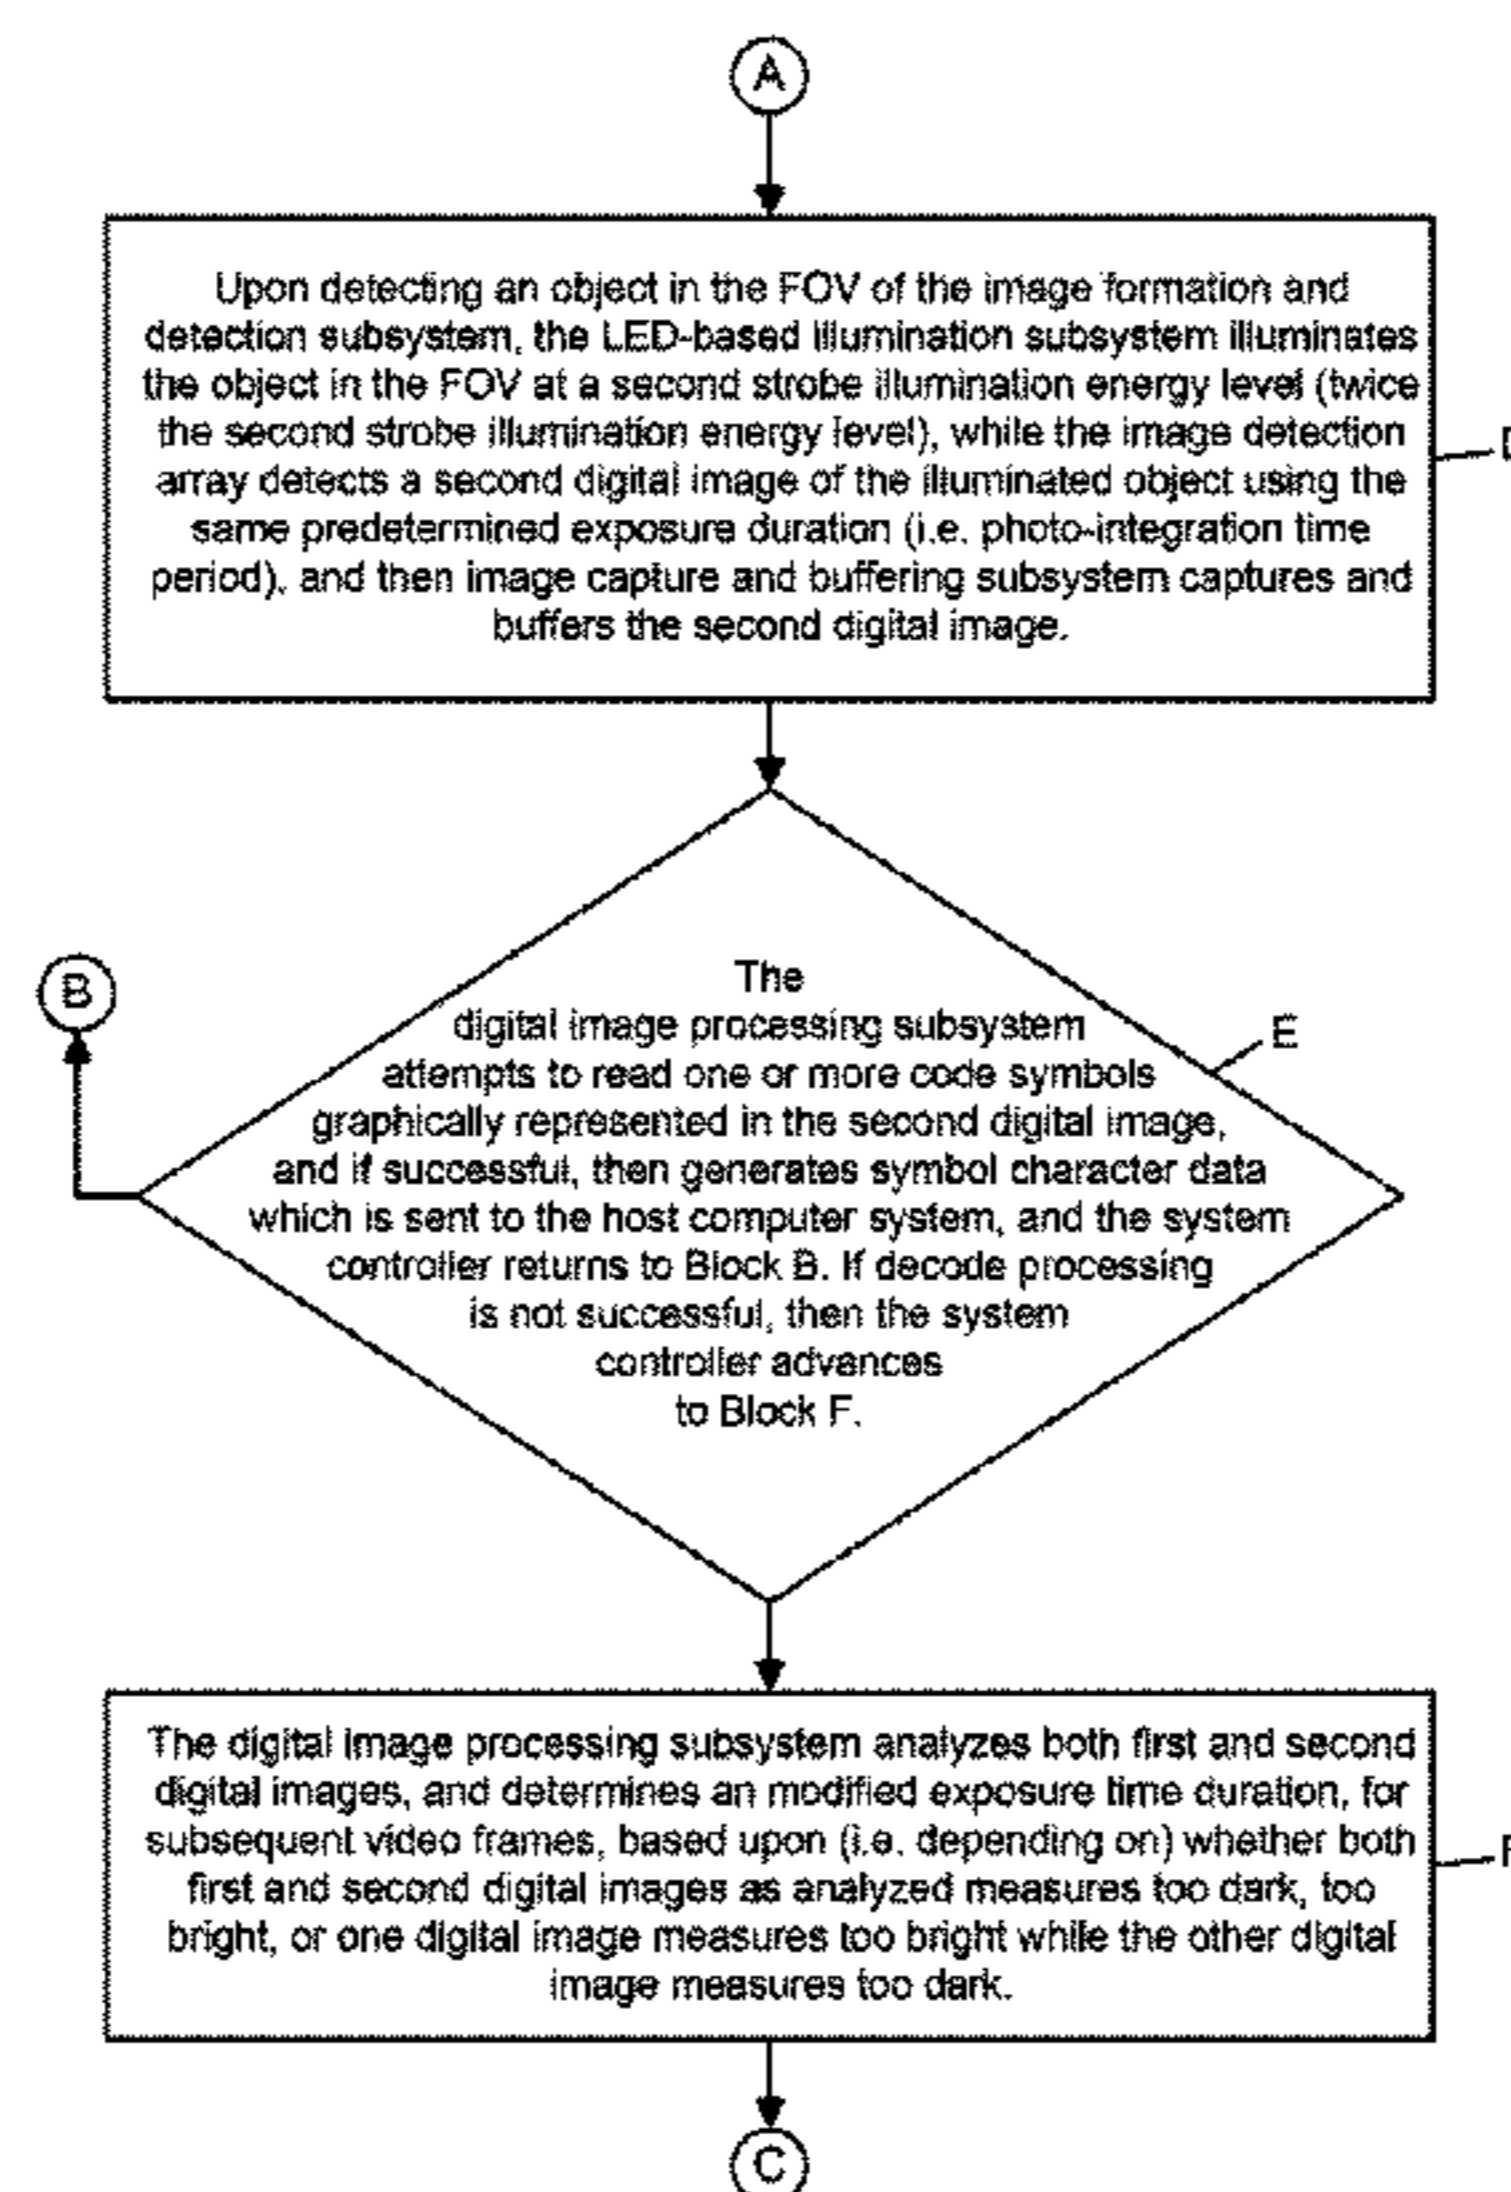 A
Upon detecting an object in the FOV of the image formation and
detection subsystem, the LED-based illumination subsystem illuminates
the object in the FOV at a second strobe illumination energy level (twice
the second strobe illumination energy level), while the image detection
array detects a second digital image of the illuminated object using the
same predetermined exposure duration (i.e. photo-integration time
period), and then image capture and buffering subsystem captures and
buffers the second digital image.
B
The
digital image processing subsystem
attempts to read one or more code symbols
graphically represented in the second digital image,
and if successful, then generates symbol character data
which is sent to the host computer system, and the system
controller returns to Block B. If decode processing
is not successful, then the system
controller advances
to Block F.
E
The digital image processing subsystem analyzes both first and second
digital images, and determines an modified exposure time duration, for
subsequent video frames, based upon (i.e. depending on) whether both
first and second digital images as analyzed measures too dark, too
bright, or one digital image measures too bright while the other digital
image measures too dark.
C